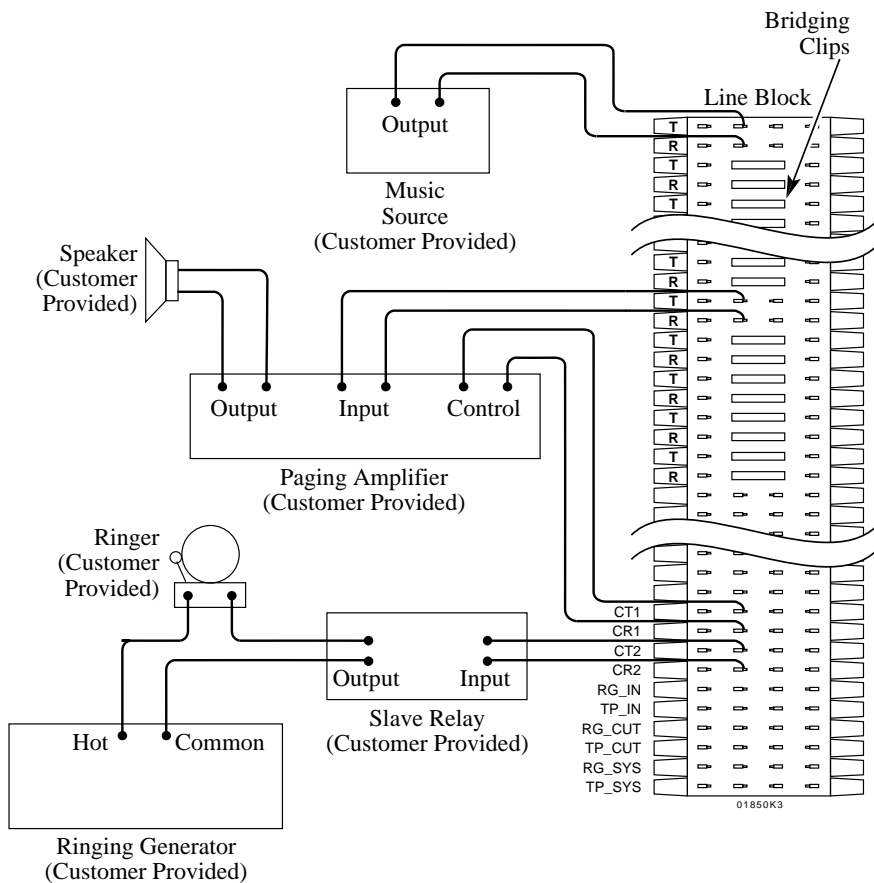 Bridging
Clips
Line Block
Output
Music
Source
(Customer Provided)
T
R
T
R
T
Speaker
(Customer
Provided)
T
R
T
R
T
R
T
R
T
R
T
R
Output
Input
Control
Paging Amplifier
(Customer Provided)
Ringer
(Customer
Provided)
CT1
CR1
CT2
CR2
RG_IN
TP_IN
RG_CUT
TP_CUT
RG_SYS
TP_SYS
Output
Input
Slave Relay
(Customer Provided)
Hot
Common
Ringing Generator
(Customer Provided)
01850K3